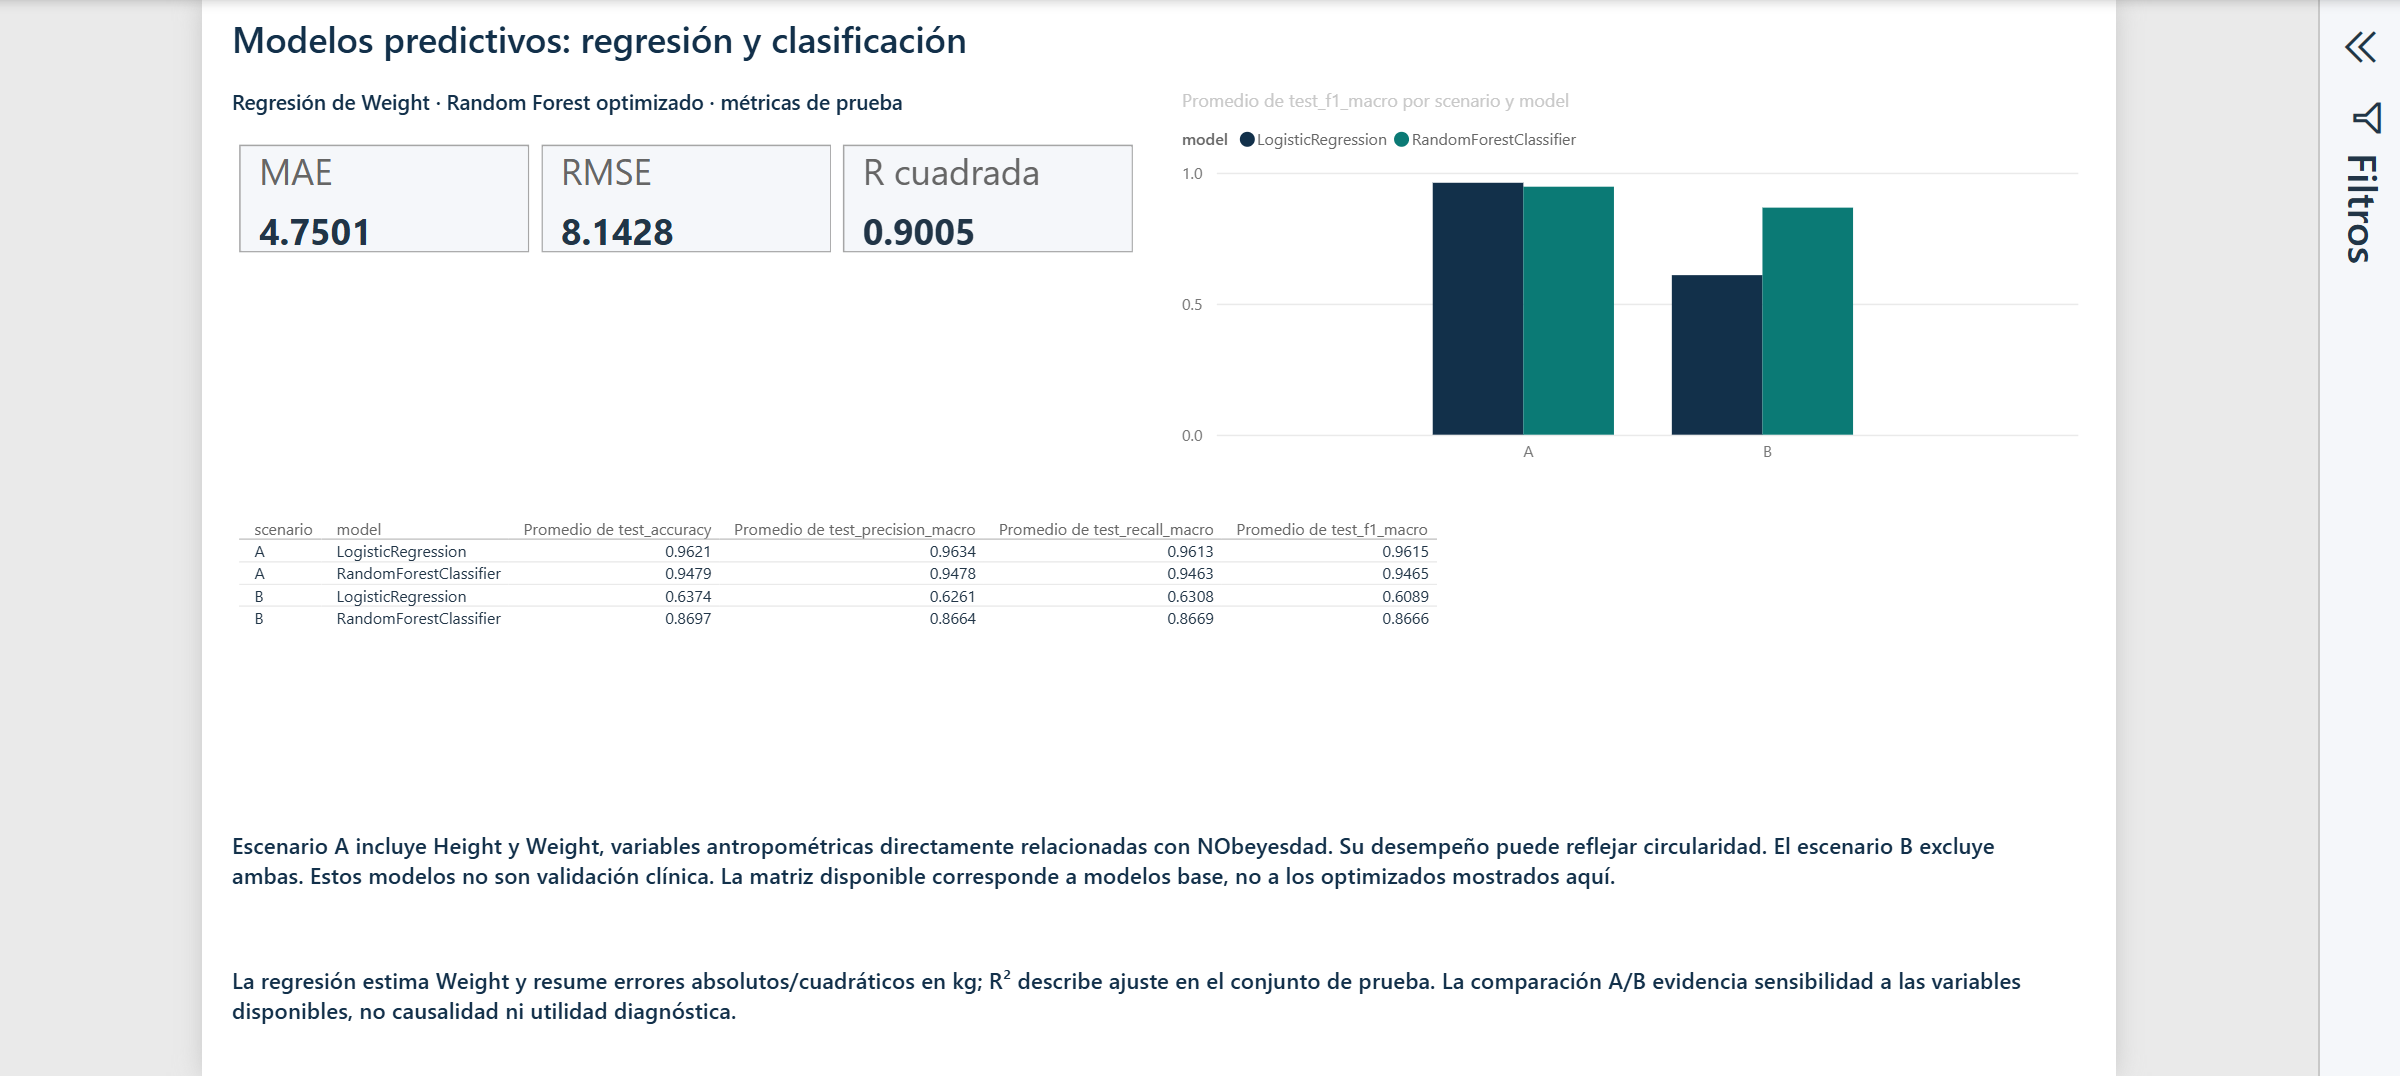 Modelos predictivos: regresión y clasificación
Regresión de Weight · Random Forest optimizado · métricas de prueba
MAE
4.7501
RMSE
8.1428
R cuadrada
0.9005
Promedio de test_f1_macro por scenario y model
model LogisticRegression RandomForestClassifier
1.0
0.5
0.0
A
B
scenario model Promedio de test_accuracy Promedio de test_precision_macro Promedio de test_recall_macro Promedio de test_f1_macro
A LogisticRegression 0.9621 0.9634 0.9613 0.9615
A RandomForestClassifier 0.9479 0.9478 0.9463 0.9465
B LogisticRegression 0.6374 0.6261 0.6308 0.6089
B RandomForestClassifier 0.8697 0.8664 0.8669 0.8666
Escenario A incluye Height y Weight, variables antropométricas directamente relacionadas con NObeyesdad. Su desempeño puede reflejar circularidad. El escenario B excluye
ambas. Estos modelos no son validación clínica. La matriz disponible corresponde a modelos base, no a los optimizados mostrados aquí.
La regresión estima Weight y resume errores absolutos/cuadráticos en kg; R² describe ajuste en el conjunto de prueba. La comparación A/B evidencia sensibilidad a las variables
disponibles, no causalidad ni utilidad diagnóstica.
Filtros